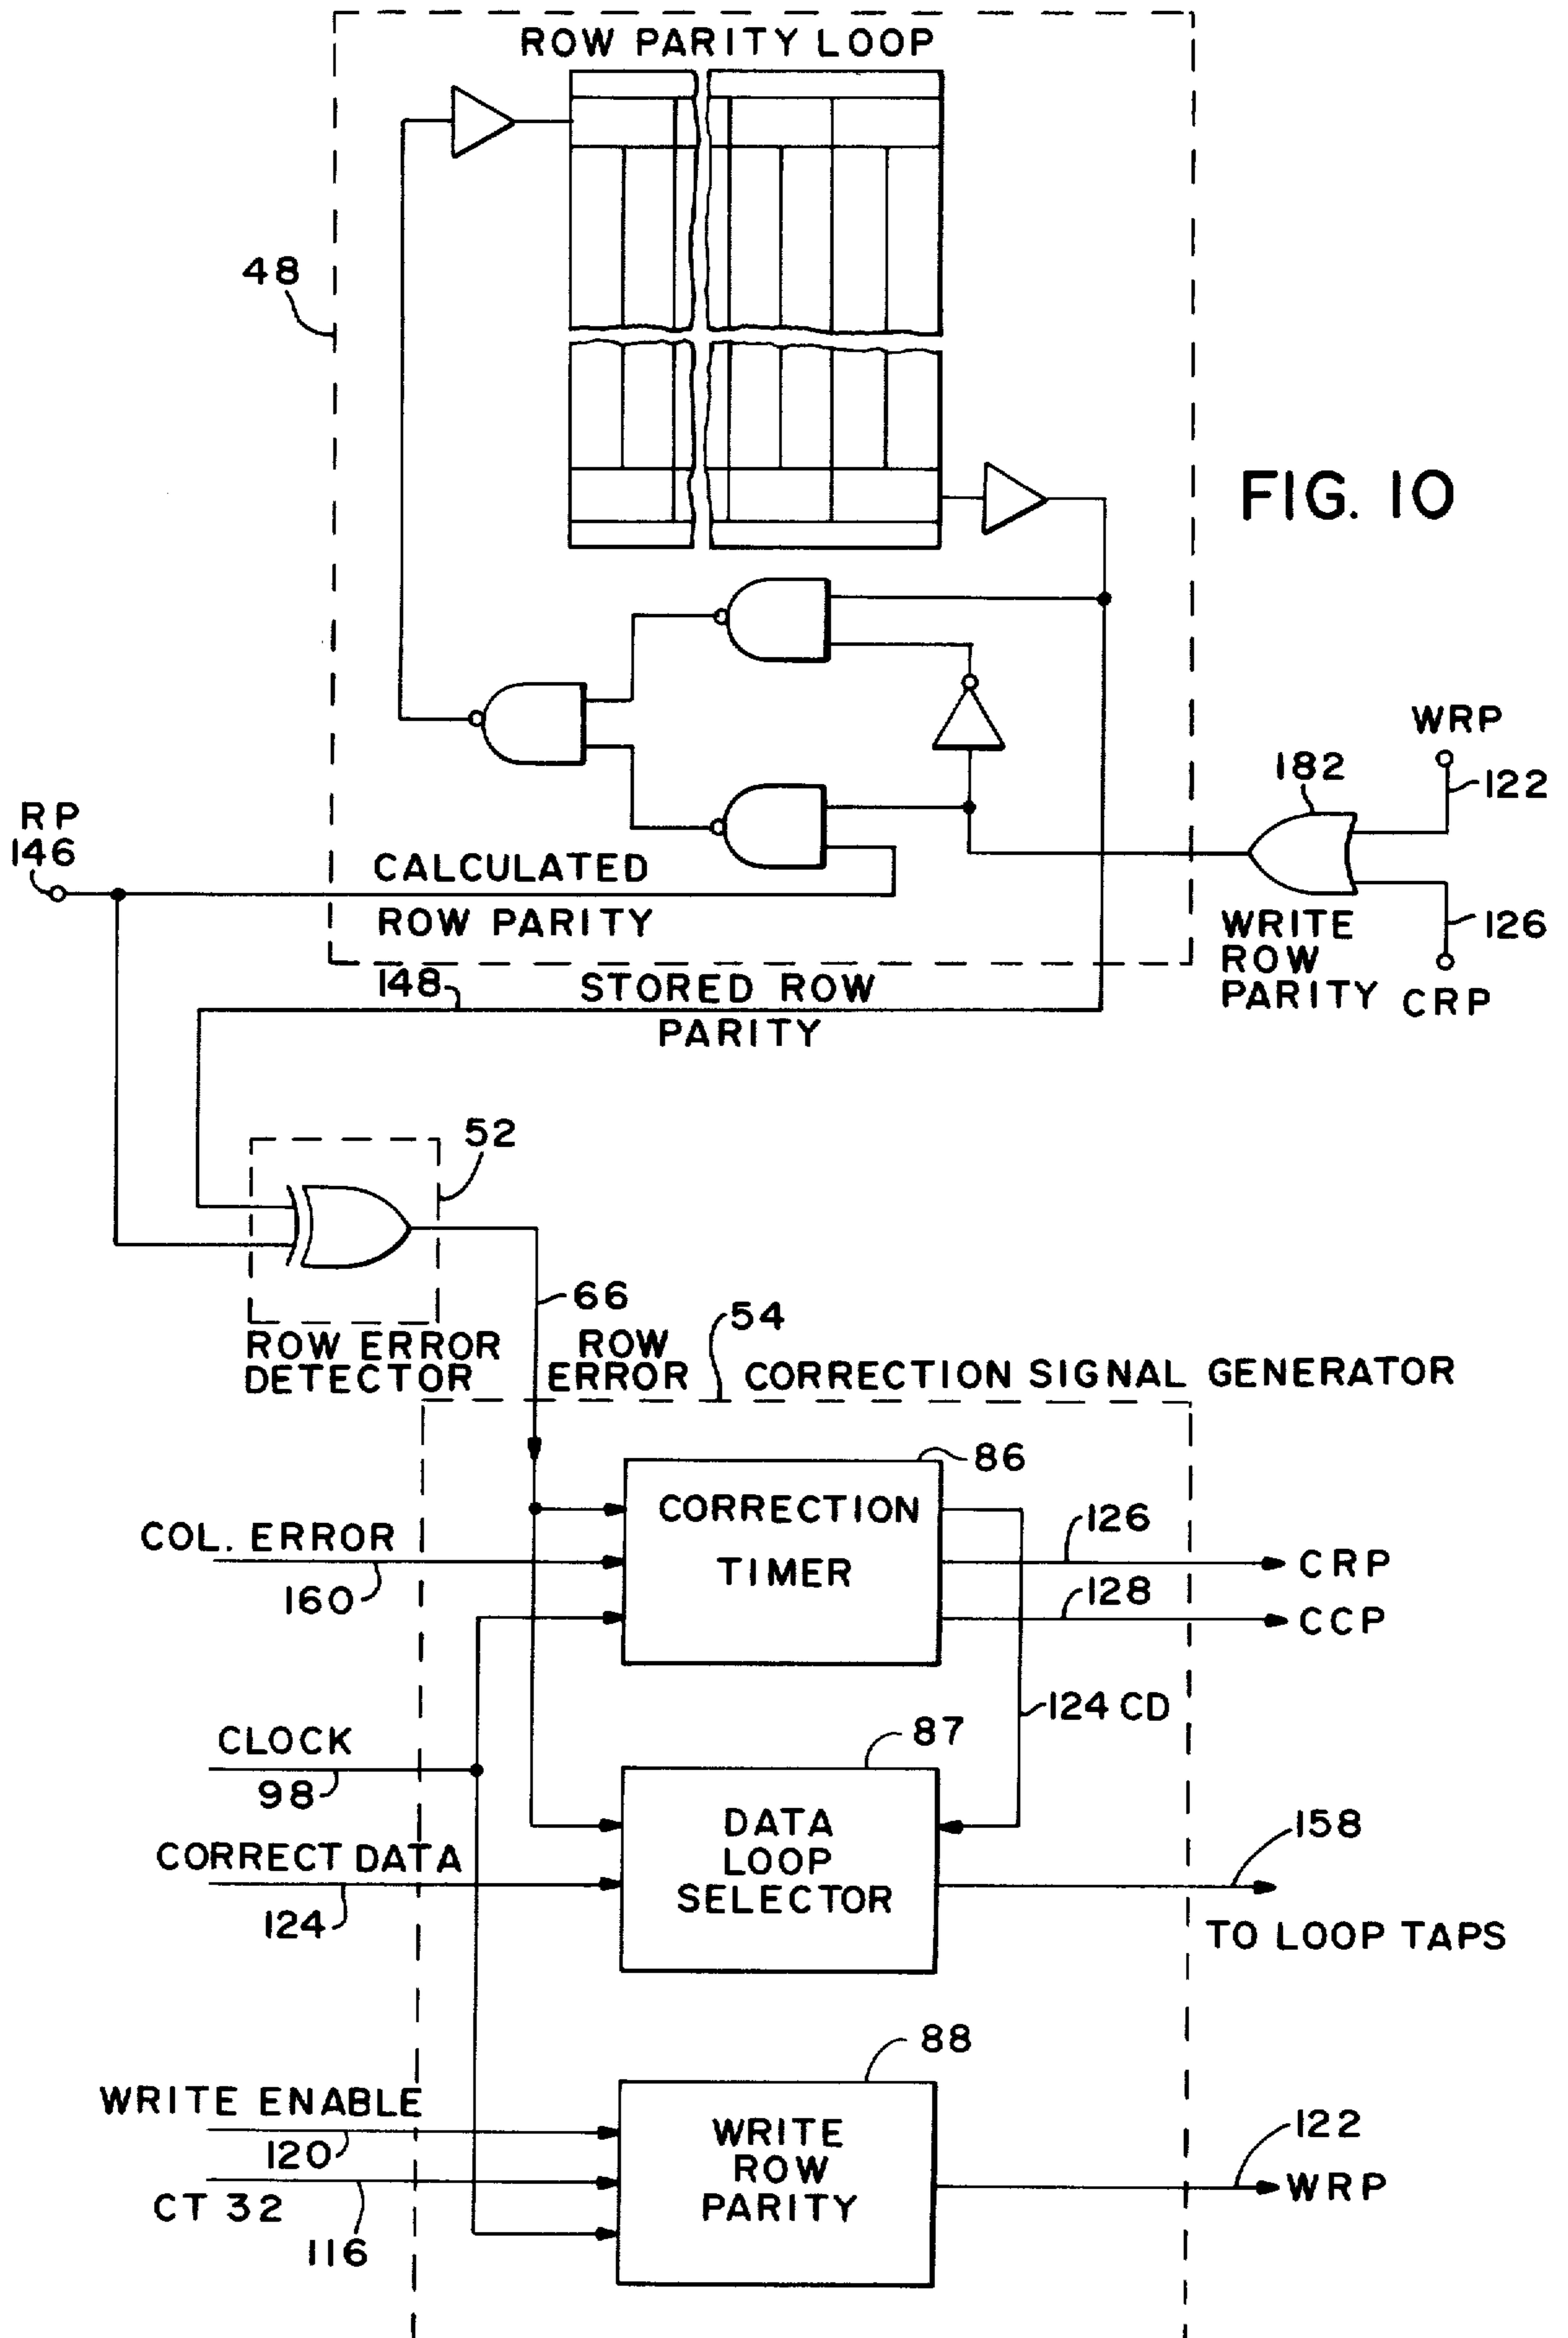 ROW PARITY LOOP
48
FIG. 10
WRP
182
122
RP
146
CALCULATED
ROW PARITY
126
WRITE
ROW
PARITY
CRP
148
STORED ROW
PARITY
52
66
54
ROW ERROR
DETECTOR
ROW
ERROR
CORRECTION SIGNAL GENERATOR
86
CORRECTION
TIMER
COL. ERROR
160
126
CRP
128
CCP
124 CD
CLOCK
98
87
DATA
LOOP
SELECTOR
CORRECT DATA
124
158
TO LOOP TAPS
88
WRITE ENABLE
120
WRITE
ROW
PARITY
CT 32
116
122
WRP